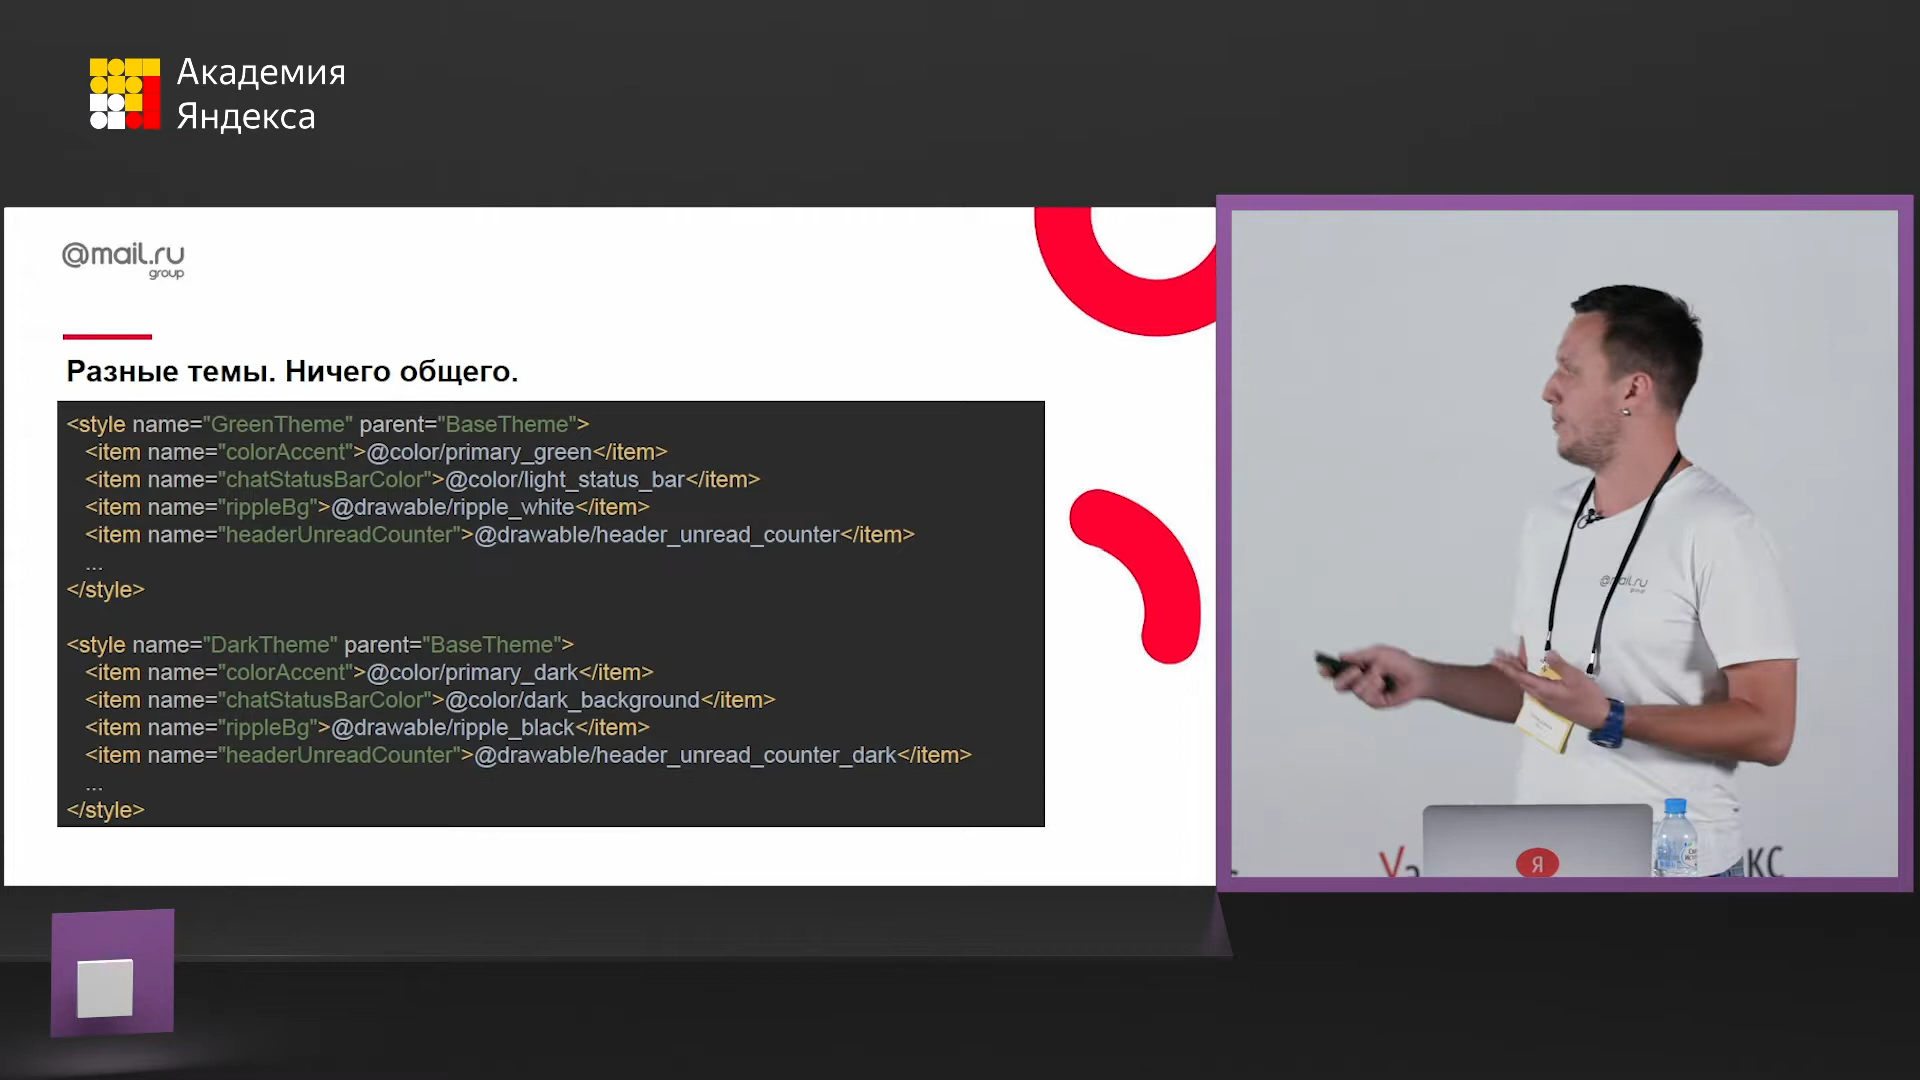 Академия
Яндекса
@mail.ru
group
Разные темы. Ничего общего.
<style name="GreenTheme" parent="BaseTheme">
<item name="colorAccent">@color/primary_green</item>
<item name="chatStatusBarColor">@color/light_status_bar</item>
<item name="rippleBg">@drawable/ripple_white</item>
<item name="headerUnreadCounter">@drawable/header_unread_counter</item>
...
</style>
<style name="DarkTheme" parent="BaseTheme">
<item name="colorAccent">@color/primary_dark</item>
<item name="chatStatusBarColor">@color/dark_background</item>
<item name="rippleBg">@drawable/ripple_black</item>
<item name="headerUnreadCounter">@drawable/header_unread_counter_dark</item>
...
</style>
@mail.ru
group
Я